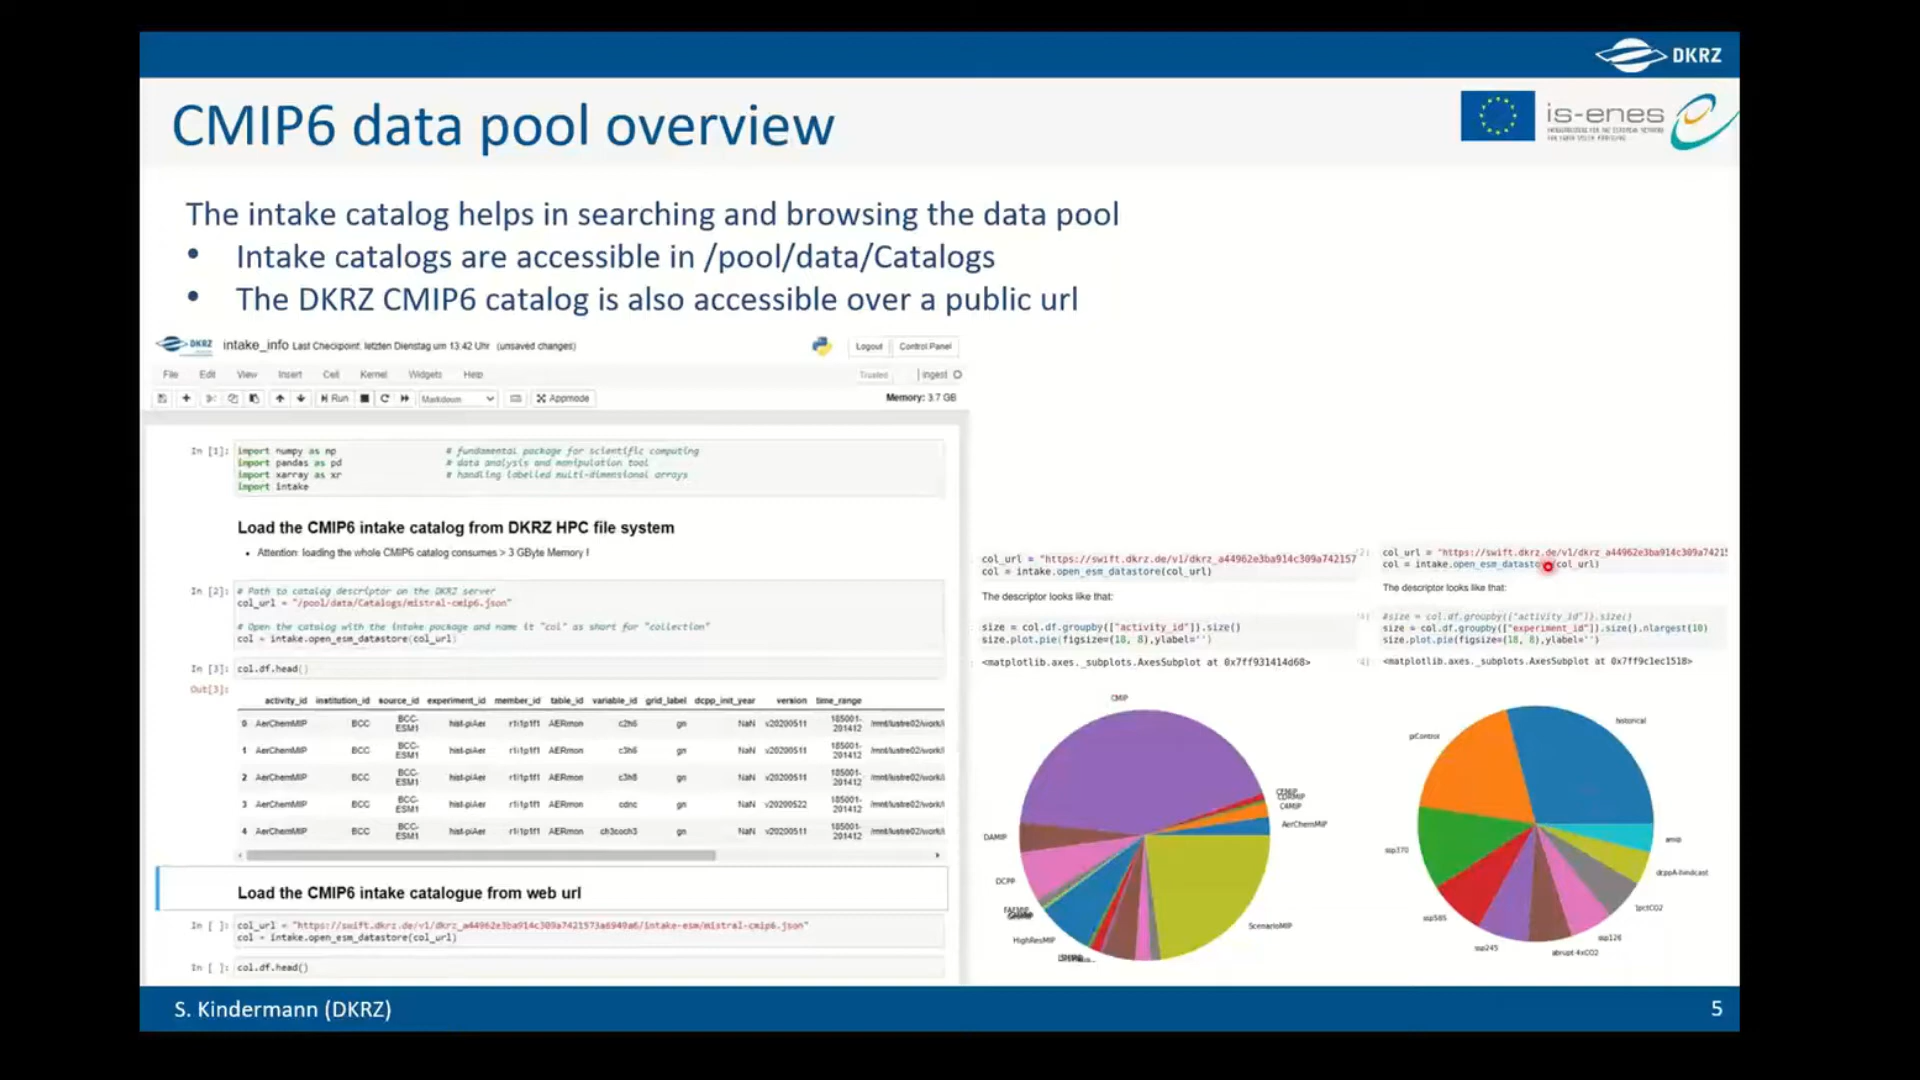 DKRZ
CMIP6 data pool overview
is-enes
The intake catalog helps in searching and browsing the data pool
• Intake catalogs are accessible in /pool/data/Catalogs
• The DKRZ CMIP6 catalog is also accessible over a public url
DKRZ intake_info Last Checkpoint: letzten Dienstag um 13:42 Uhr (unsaved changes)
Logout Control Panel
File Edit View Insert Cell Kernel Widgets Help
Trusted ingest
Run Markdown Appmode
Memory: 3.7 GB
In [1]: import numpy as np # fundamental package for scientific computing
import pandas as pd # data analysis and manipulation tool
import xarray as xr # handling labelled multi-dimensional arrays
import intake
Load the CMIP6 intake catalog from DKRZ HPC file system
• Attention: loading the whole CMIP6 catalog consumes > 3 GByte Memory !
In [2]: # Path to catalog descriptor on the DKRZ server
col_url = "/pool/data/Catalogs/mistral-cmip6.json"
# Open the catalog with the intake package and name it "col" as short for "collection"
col = intake.open_esm_datastore(col_url)
In [3]: col.df.head()
Out[3]:
activity_id institution_id source_id experiment_id member_id table_id variable_id grid_label dcpp_init_year version time_range
0 AerChemMIP BCC BCC-ESM1 hist-piAer r1i1p1f1 AERmon c2h6 gn NaN v20200511 185001-201412 /mnt/lustre02/work/i
1 AerChemMIP BCC BCC-ESM1 hist-piAer r1i1p1f1 AERmon c3h6 gn NaN v20200511 185001-201412 /mnt/lustre02/work/i
2 AerChemMIP BCC BCC-ESM1 hist-piAer r1i1p1f1 AERmon c3h8 gn NaN v20200511 185001-201412 /mnt/lustre02/work/i
3 AerChemMIP BCC BCC-ESM1 hist-piAer r1i1p1f1 AERmon cdnc gn NaN v20200522 185001-201412 /mnt/lustre02/work/i
4 AerChemMIP BCC BCC-ESM1 hist-piAer r1i1p1f1 AERmon ch3coch3 gn NaN v20200511 185001-201412 /mnt/lustre02/work/i
Load the CMIP6 intake catalogue from web url
In [ ]: col_url = "https://swift.dkrz.de/v1/dkrz_a44962e3ba914c309a7421573a6949a6/intake-esm/mistral-cmip6.json"
col = intake.open_esm_datastore(col_url)
In [ ]: col.df.head()
col_url = "https://swift.dkrz.de/v1/dkrz_a44962e3ba914c309a742157
col = intake.open_esm_datastore(col_url)
The descriptor looks like that:
size = col.df.groupby(["activity_id"]).size()
size.plot.pie(figsize=(18, 8),ylabel='')
<matplotlib.axes._subplots.AxesSubplot at 0x7ff931414d68>
CMIP
CDRMIP
C4MIP
AerChemMIP
DAMIP
DCPP
HighResMIP
ScenarioMIP
col_url = "https://swift.dkrz.de/v1/dkrz_a44962e3ba914c309a74215
col = intake.open_esm_datastore(col_url)
The descriptor looks like that:
#size = col.df.groupby(["activity_id"]).size()
size = col.df.groupby(["experiment_id"]).size().nlargest(10)
size.plot.pie(figsize=(18, 8),ylabel='')
<matplotlib.axes._subplots.AxesSubplot at 0x7ff9c1ec1518>
historical
piControl
ssp370
amip
dcppA-hindcast
1pctCO2
ssp585
ssp126
ssp245
abrupt-4xCO2
S. Kindermann (DKRZ)
5